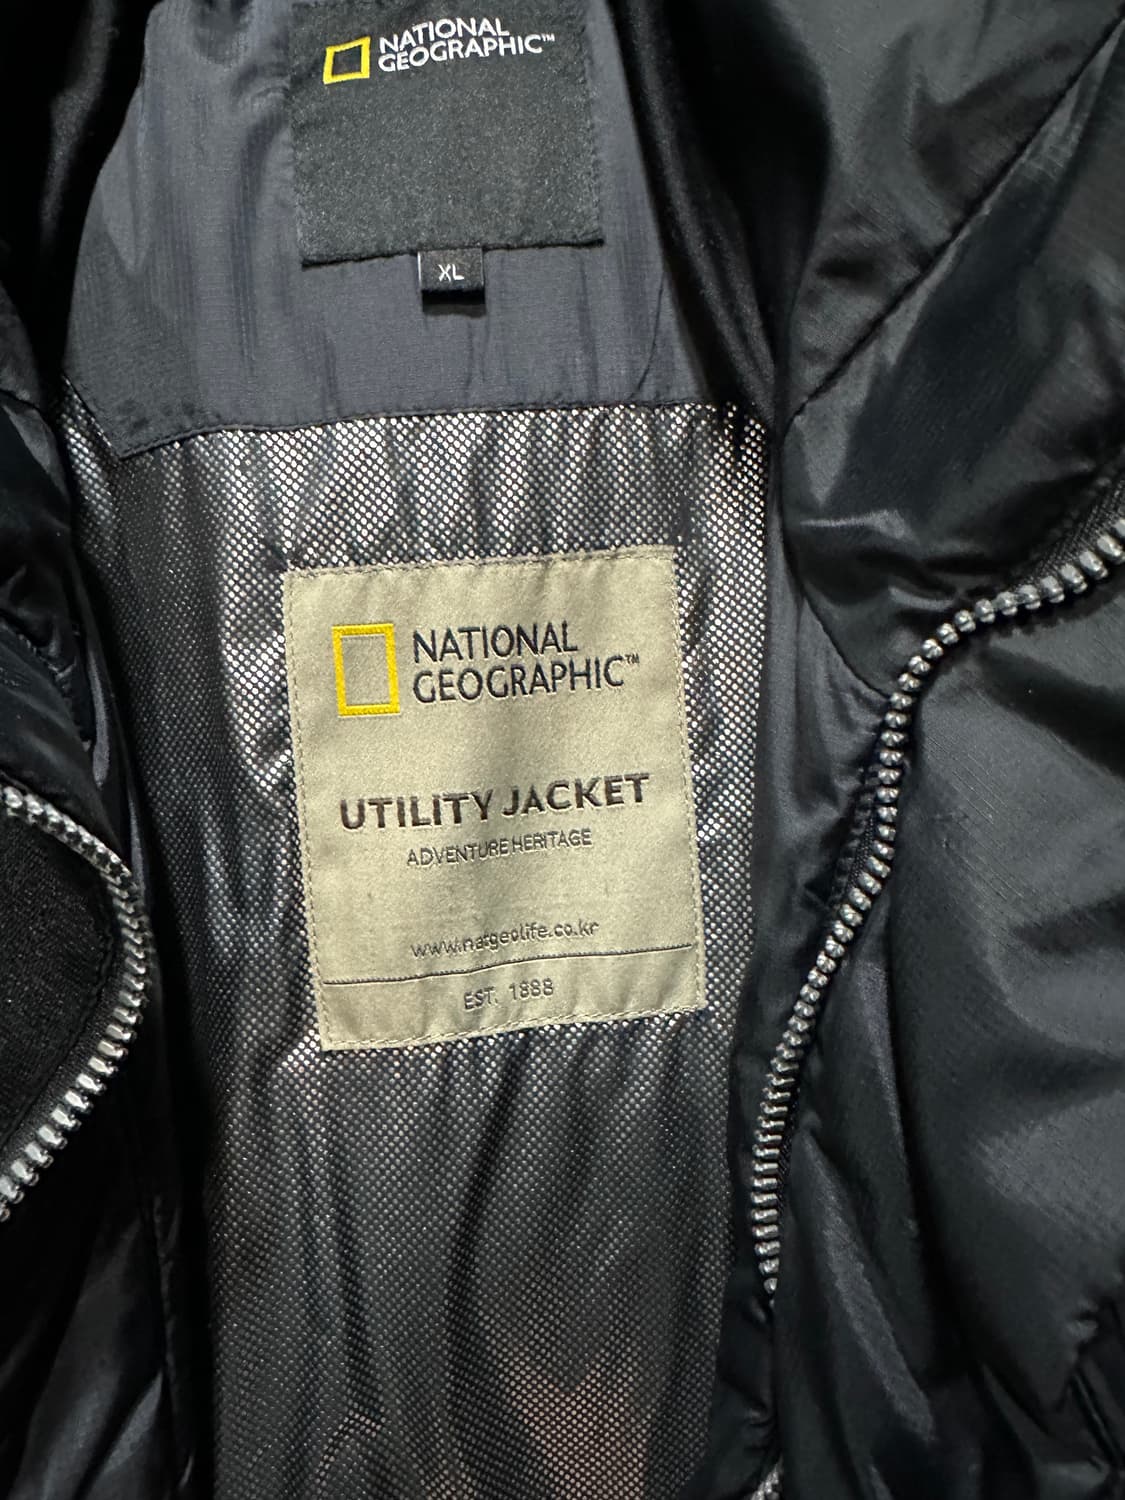 NATIONAL
GEOGRAPHIC™
XL
NATIONAL
GEOGRAPHIC™
UTILITY JACKET
ADVENTURE HERITAGE
www.natgeolife.co.kr
EST. 1888